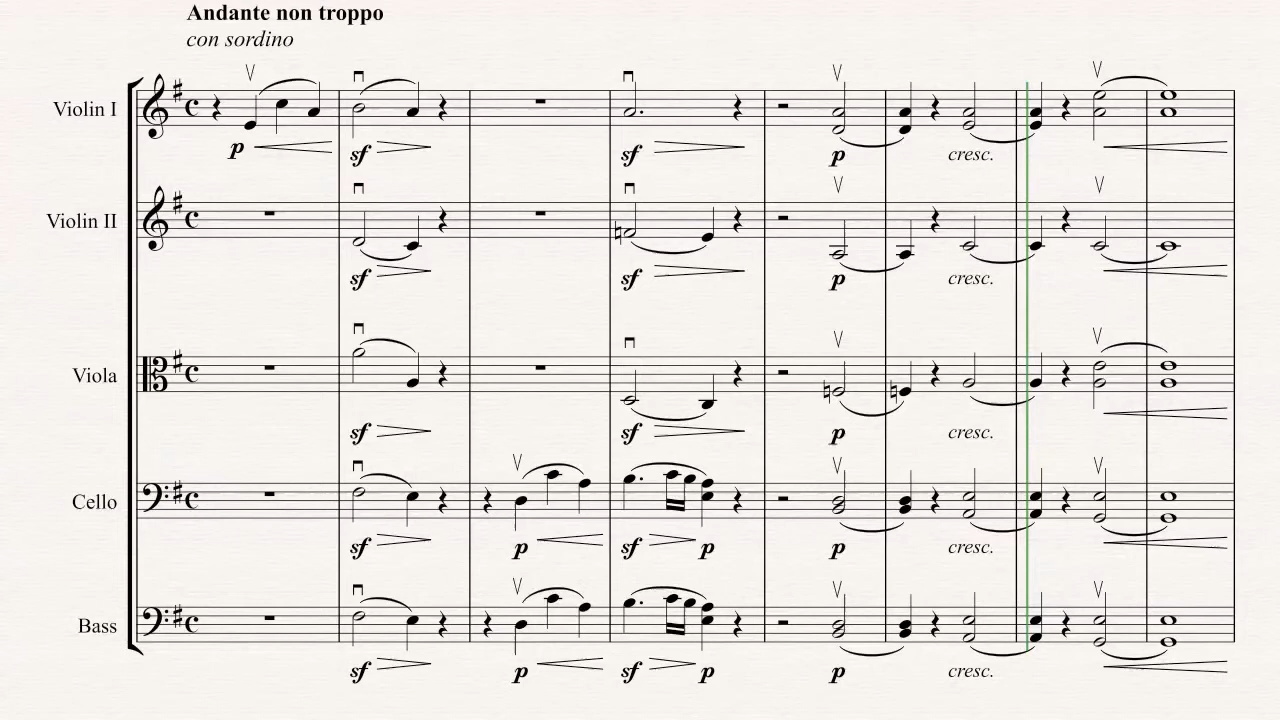 Andante non troppo
con sordino
Violin I
p sf sf p cresc.
Violin II
sf sf p cresc.
Viola
sf sf p cresc.
Cello
sf p sf p p cresc.
Bass
sf p sf p p cresc.